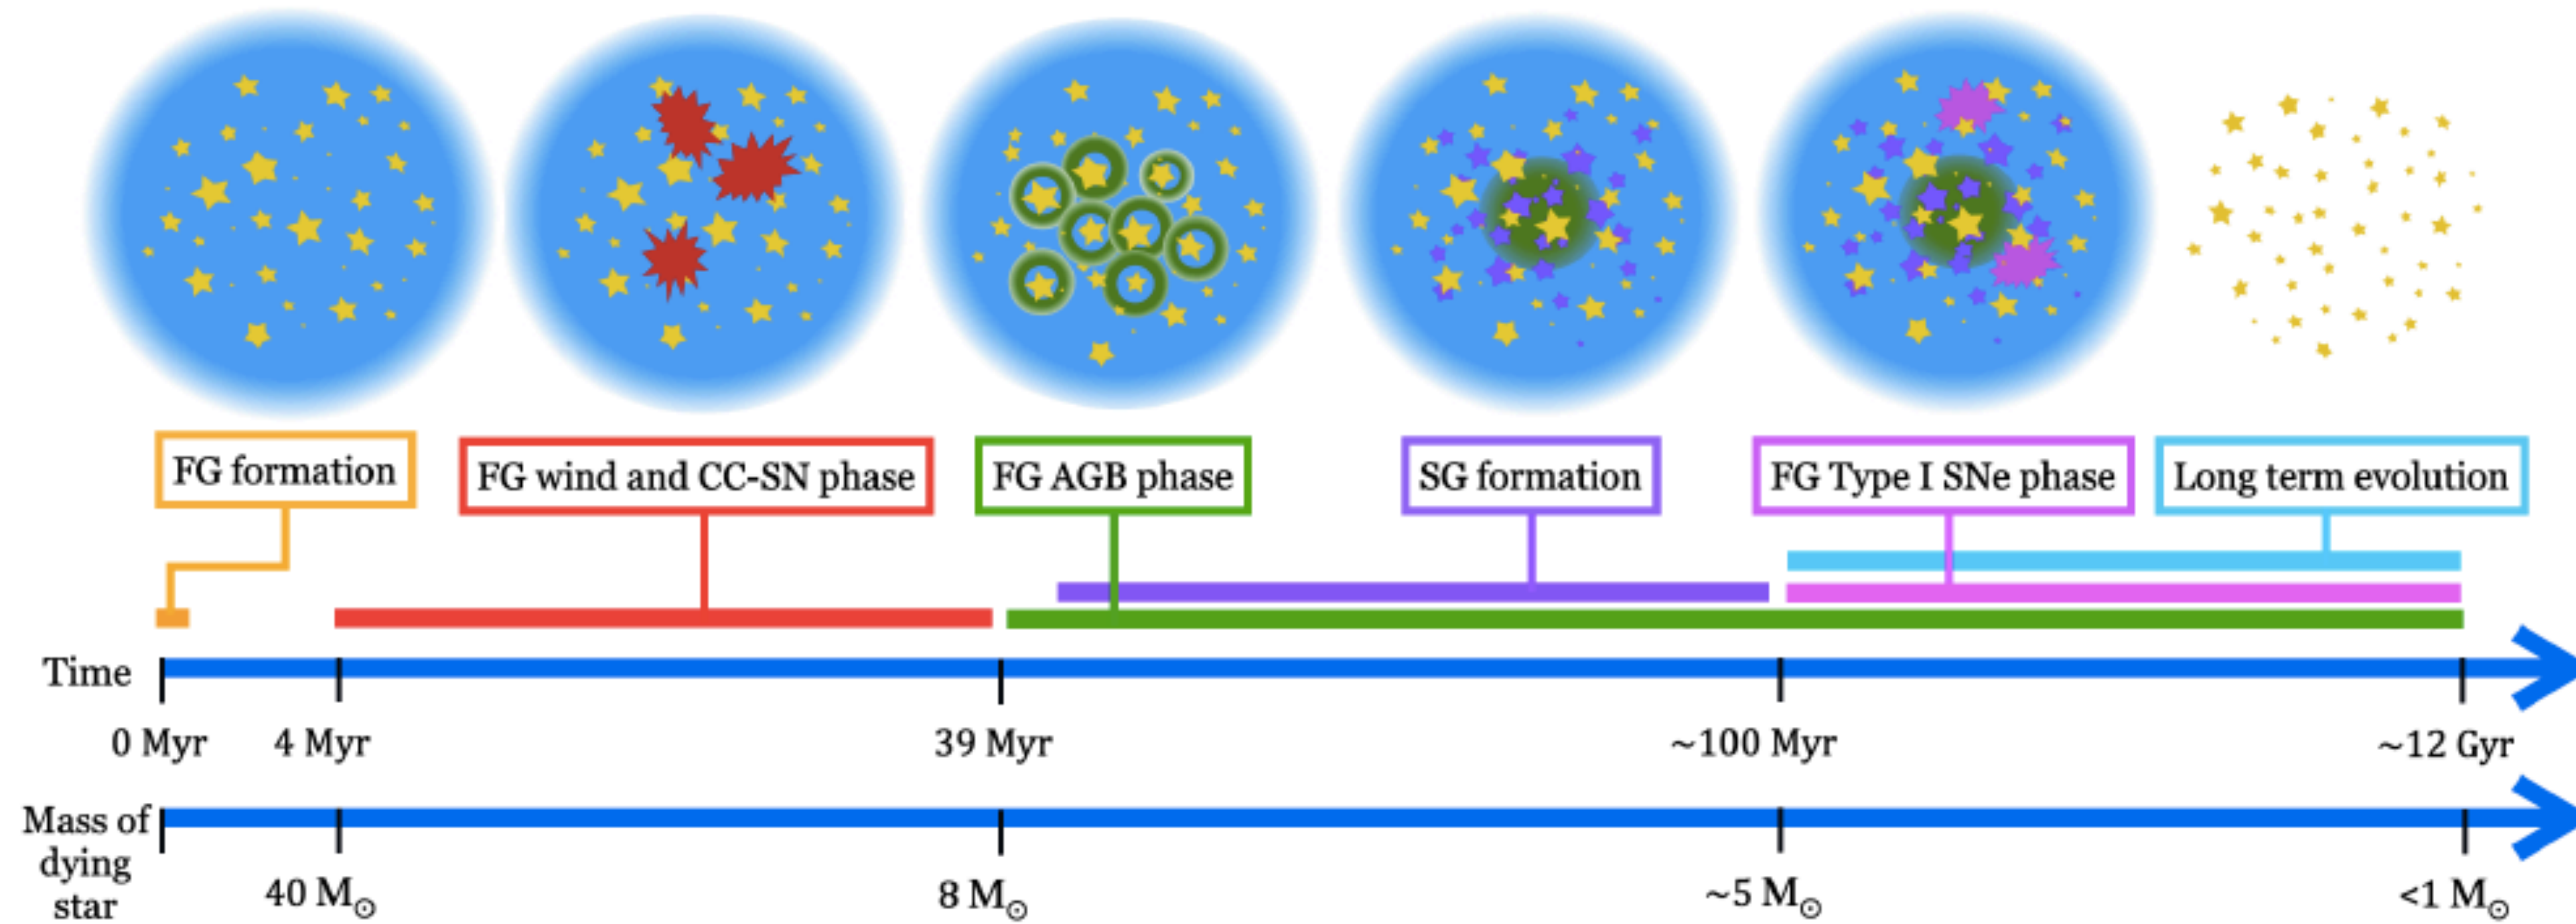 FG formation
FG wind and CC-SN phase
FG AGB phase
SG formation
FG Type I SNe phase
Long term evolution
Time
0 Myr
4 Myr
39 Myr
~100 Myr
~12 Gyr
Mass of
dying
star
40 M☉
8 M☉
~5 M☉
<1 M☉